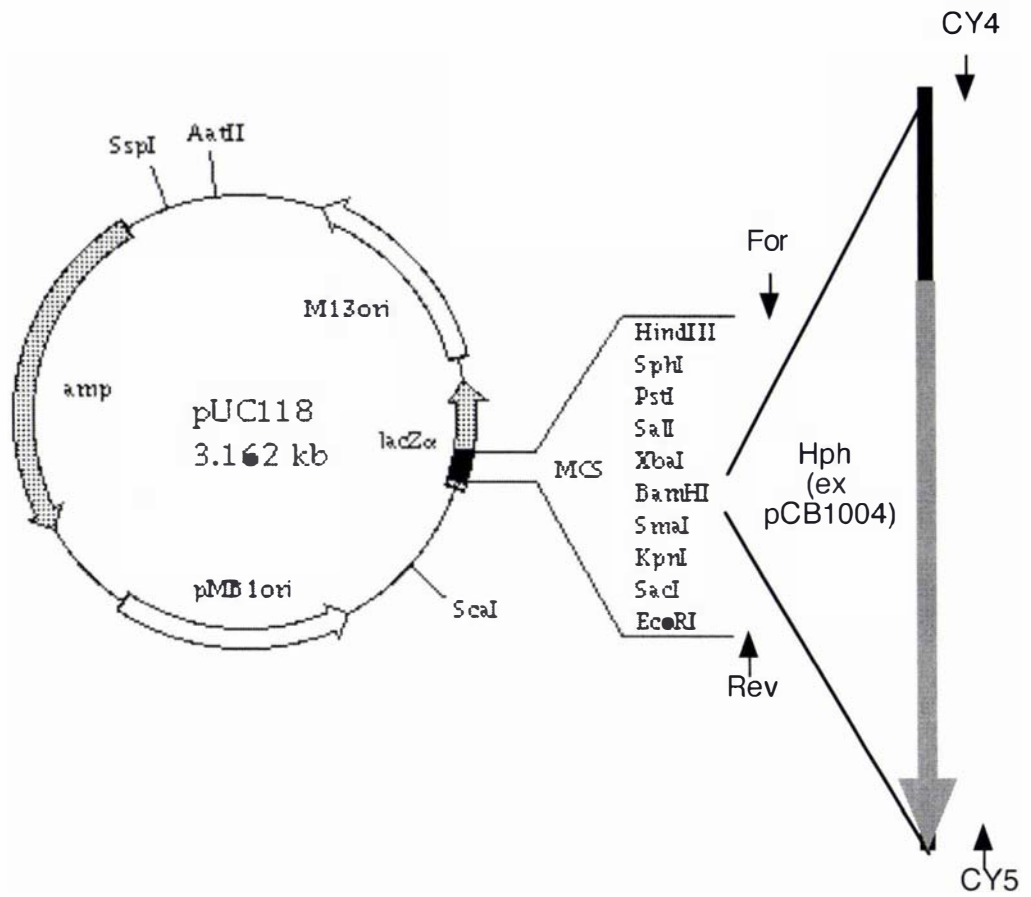 CY4
SspI
AatII
For
M13ori
HindIII
SphI
PstI
amp
pUC118
SalI
lacZα
3.162 kb
MCS
XbaI
BamHI
Hph
(ex
pCB1004)
SmaI
KpnI
pMB1ori
SacI
ScaI
EcoRI
Rev
CY5